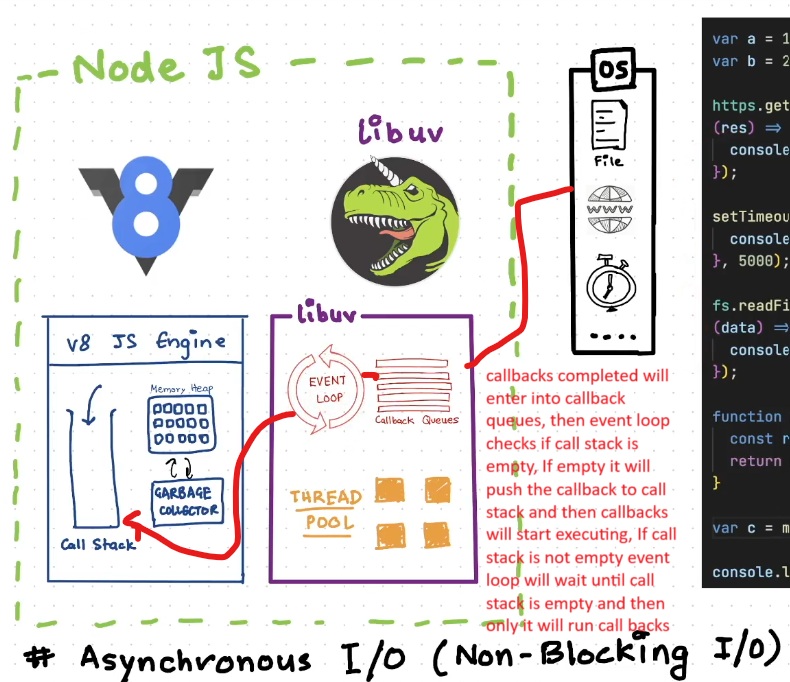 Node JS
libuv
OS
File
www
8
libuv
V8 JS Engine
Memory Heap
GARBAGE
COLLECTOR
Call Stack
EVENT
LOOP
Callback Queues
THREAD
POOL
callbacks completed will
enter into callback
queues, then event loop
checks if call stack is
empty, If empty it will
push the callback to call
stack and then callbacks
will start executing, If call
stack is not empty event
loop will wait until call
stack is empty and then
only it will run call backs
# Asynchronous I/O (Non-Blocking I/O)
var a = 1
var b = 2
https.get
(res) =>
console
});
setTimeou
console
}, 5000);
fs.readFi
(data) =>
console
});
function
const r
return
}
var c = m
console.l